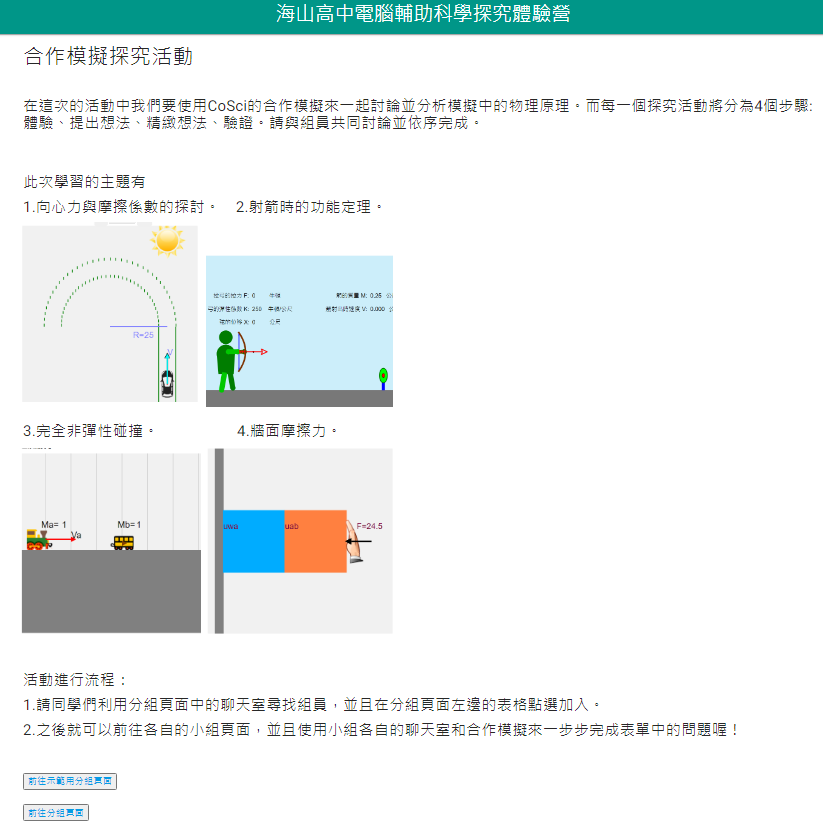 海山高中電腦輔助科學探究體驗營
合作模擬探究活動
在這次的活動中我們要使用CoSci的合作模擬來一起討論並分析模擬中的物理原理。而每一個探究活動將分為4個步驟:
體驗、提出想法、精緻想法、驗證。請與組員共同討論並依序完成。
此次學習的主題有
1.向心力與摩擦係數的探討。 2.射箭時的功能定理。
R=25
V
拉弓的拉力 F: 0 牛頓 箭的質量 M: 0.25
弓的彈性係數 K: 250 牛頓/公尺 箭射出時速度 V: 0.000
弦的位移 X: 0 公尺
3.完全非彈性碰撞。 4.牆面摩擦力。
Ma= 1 Mb=1
Va
uwa uab F=24.5
活動進行流程：
1.請同學們利用分組頁面中的聊天室尋找組員，並且在分組頁面左邊的表格點選加入。
2.之後就可以前往各自的小組頁面，並且使用小組各自的聊天室和合作模擬來一步步完成表單中的問題喔！
前往示範用分組頁面
前往分組頁面